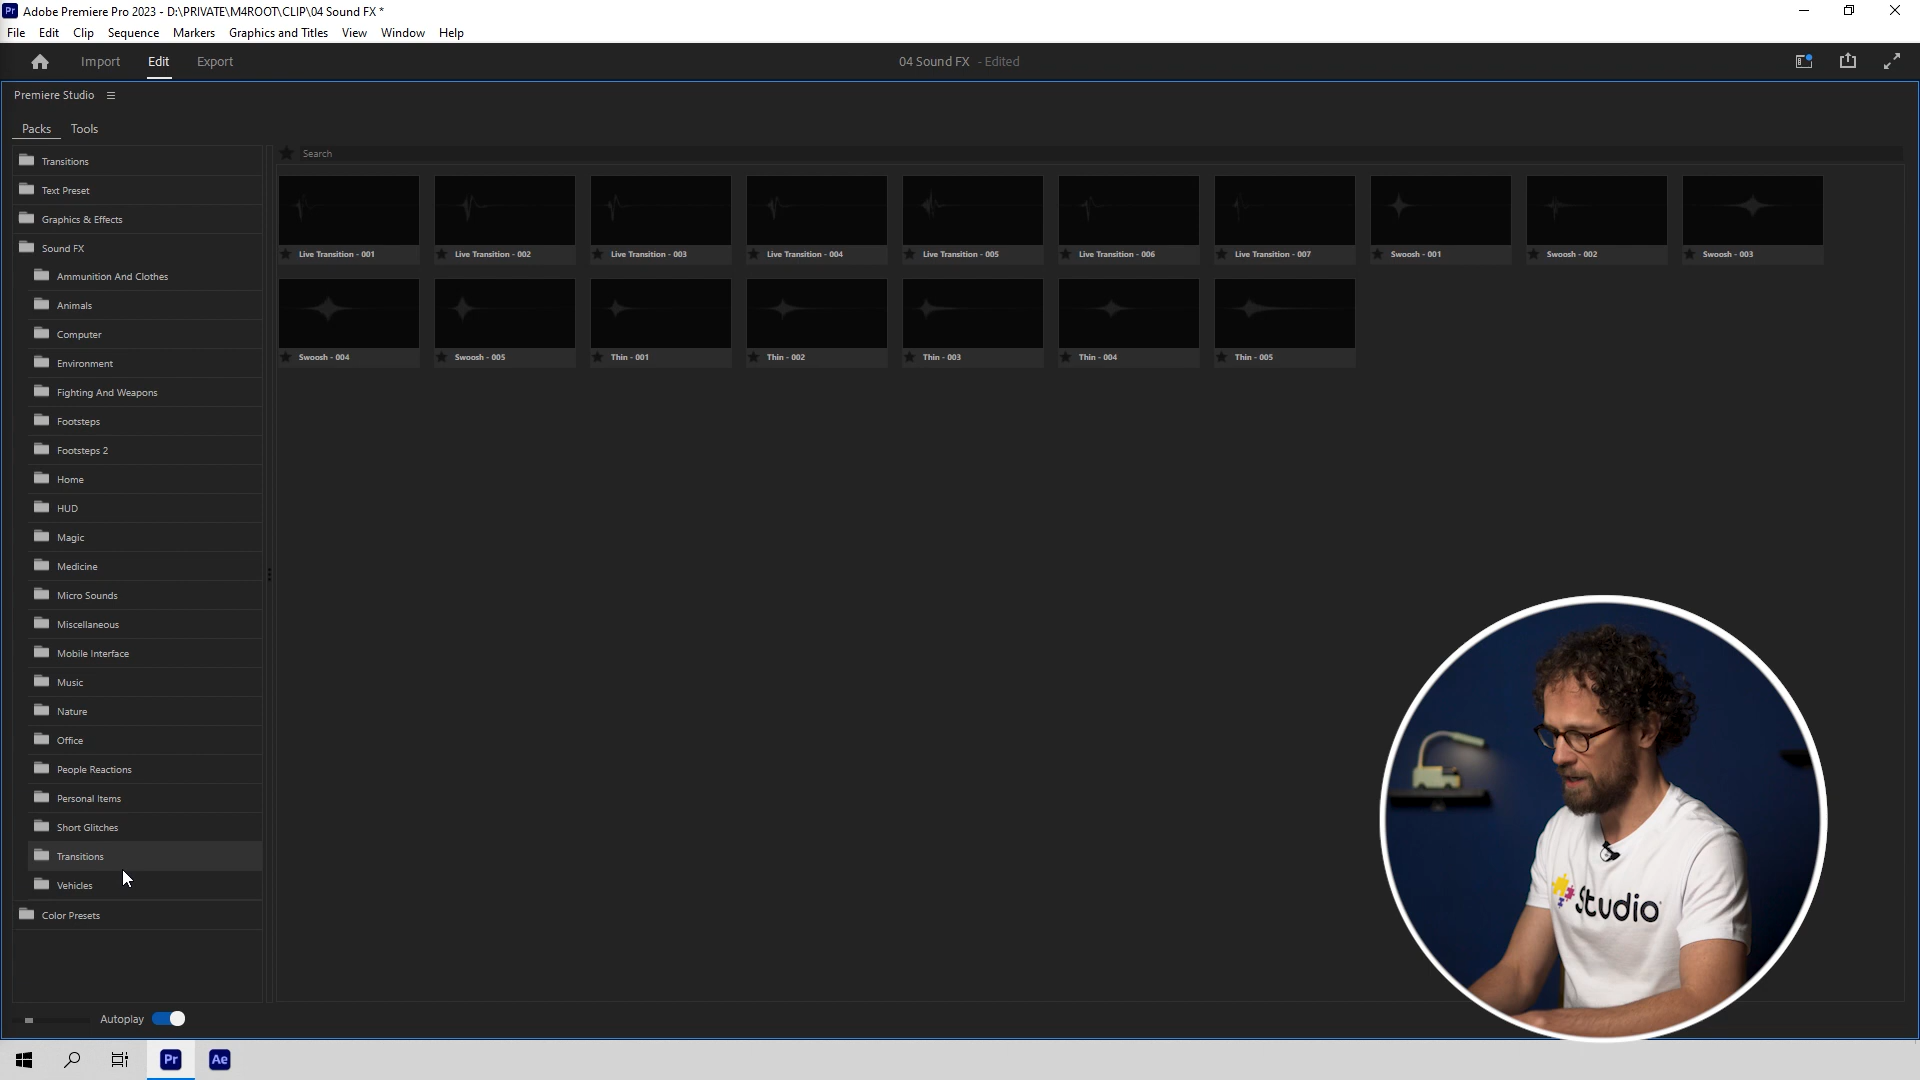 Adobe Premiere Pro 2023 - D:\PRIVATE\M4ROOT\CLIP\04 Sound FX *
File Edit Clip Sequence Markers Graphics and Titles View Window Help
Import Edit Export
04 Sound FX - Edited
Premiere Studio
Packs Tools
Search
Transitions
Text Preset
Graphics & Effects
Sound FX
Ammunition And Clothes
Animals
Computer
Environment
Fighting And Weapons
Footsteps
Footsteps 2
Home
HUD
Magic
Medicine
Micro Sounds
Miscellaneous
Mobile Interface
Music
Nature
Office
People Reactions
Personal Items
Short Glitches
Transitions
Vehicles
Color Presets
Live Transition - 001 Live Transition - 002 Live Transition - 003 Live Transition - 004 Live Transition - 005 Live Transition - 006 Live Transition - 007 Swoosh - 001 Swoosh - 002 Swoosh - 003
Swoosh - 004 Swoosh - 005 Thin - 001 Thin - 002 Thin - 003 Thin - 004 Thin - 005
Studio
Autoplay
Pr Ae